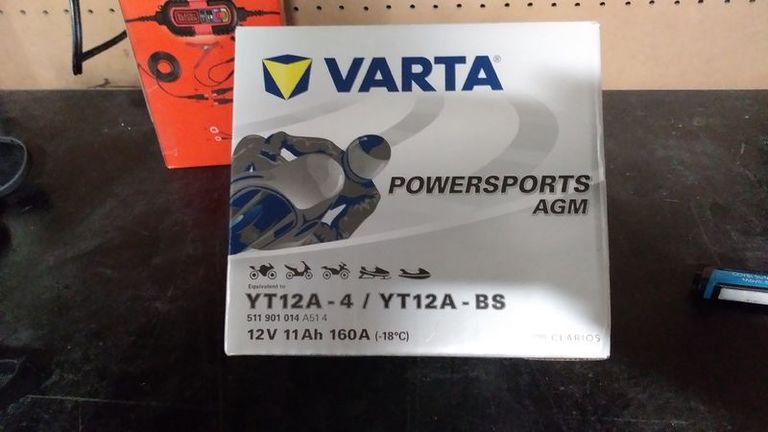 VARTA®
POWERSPORTS
AGM
Equivalent to
YT12A-4 / YT12A-BS
511 901 014 A51 4
12V 11Ah 160A (-18°C)
CLARIOS